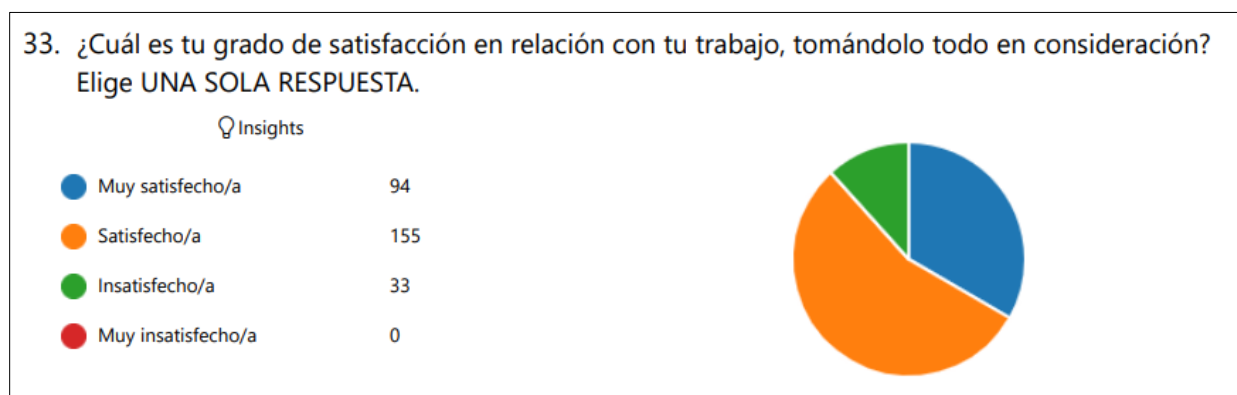 33. ¿Cuál es tu grado de satisfacción en relación con tu trabajo, tomándolo todo en consideración?
Elige UNA SOLA RESPUESTA.
Insights
Muy satisfecho/a 94
Satisfecho/a 155
Insatisfecho/a 33
Muy insatisfecho/a 0